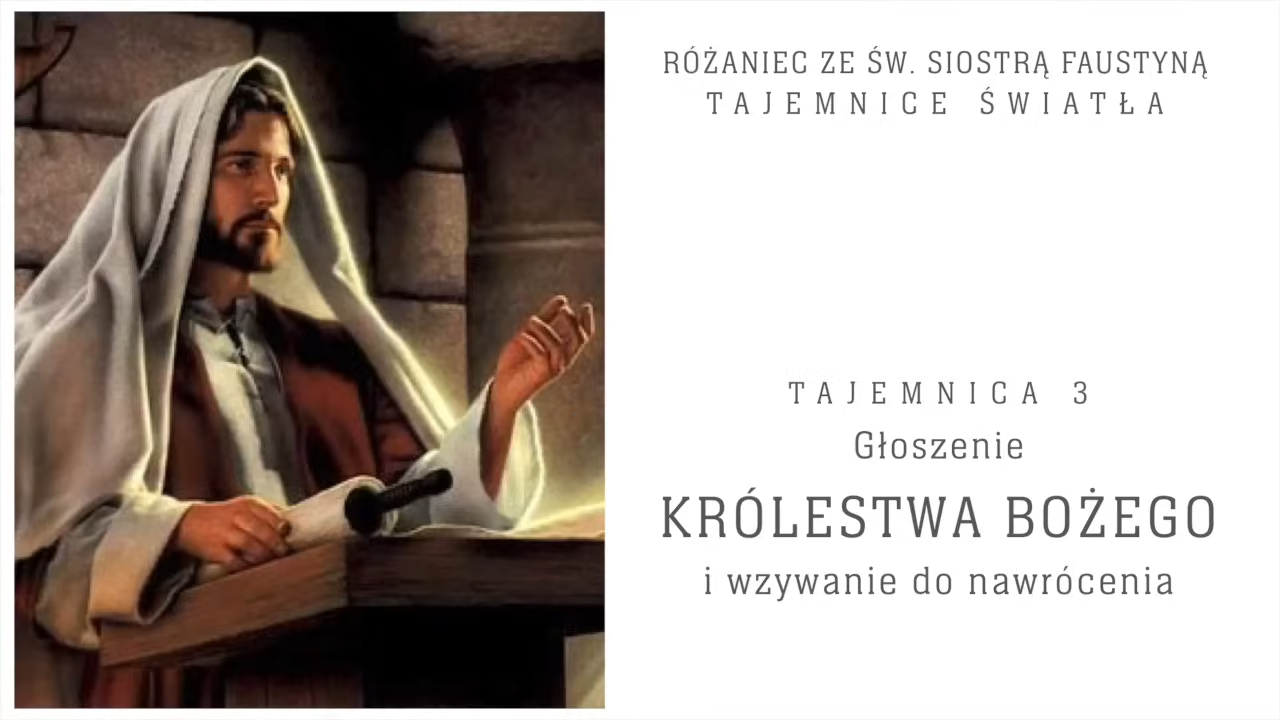 RÓŻANIEC ZE ŚW. SIOSTRĄ FAUSTYNĄ
TAJEMNICE ŚWIATŁA
TAJEMNICA 3
Głoszenie
KRÓLESTWA BOŻEGO
i wzywanie do nawrócenia